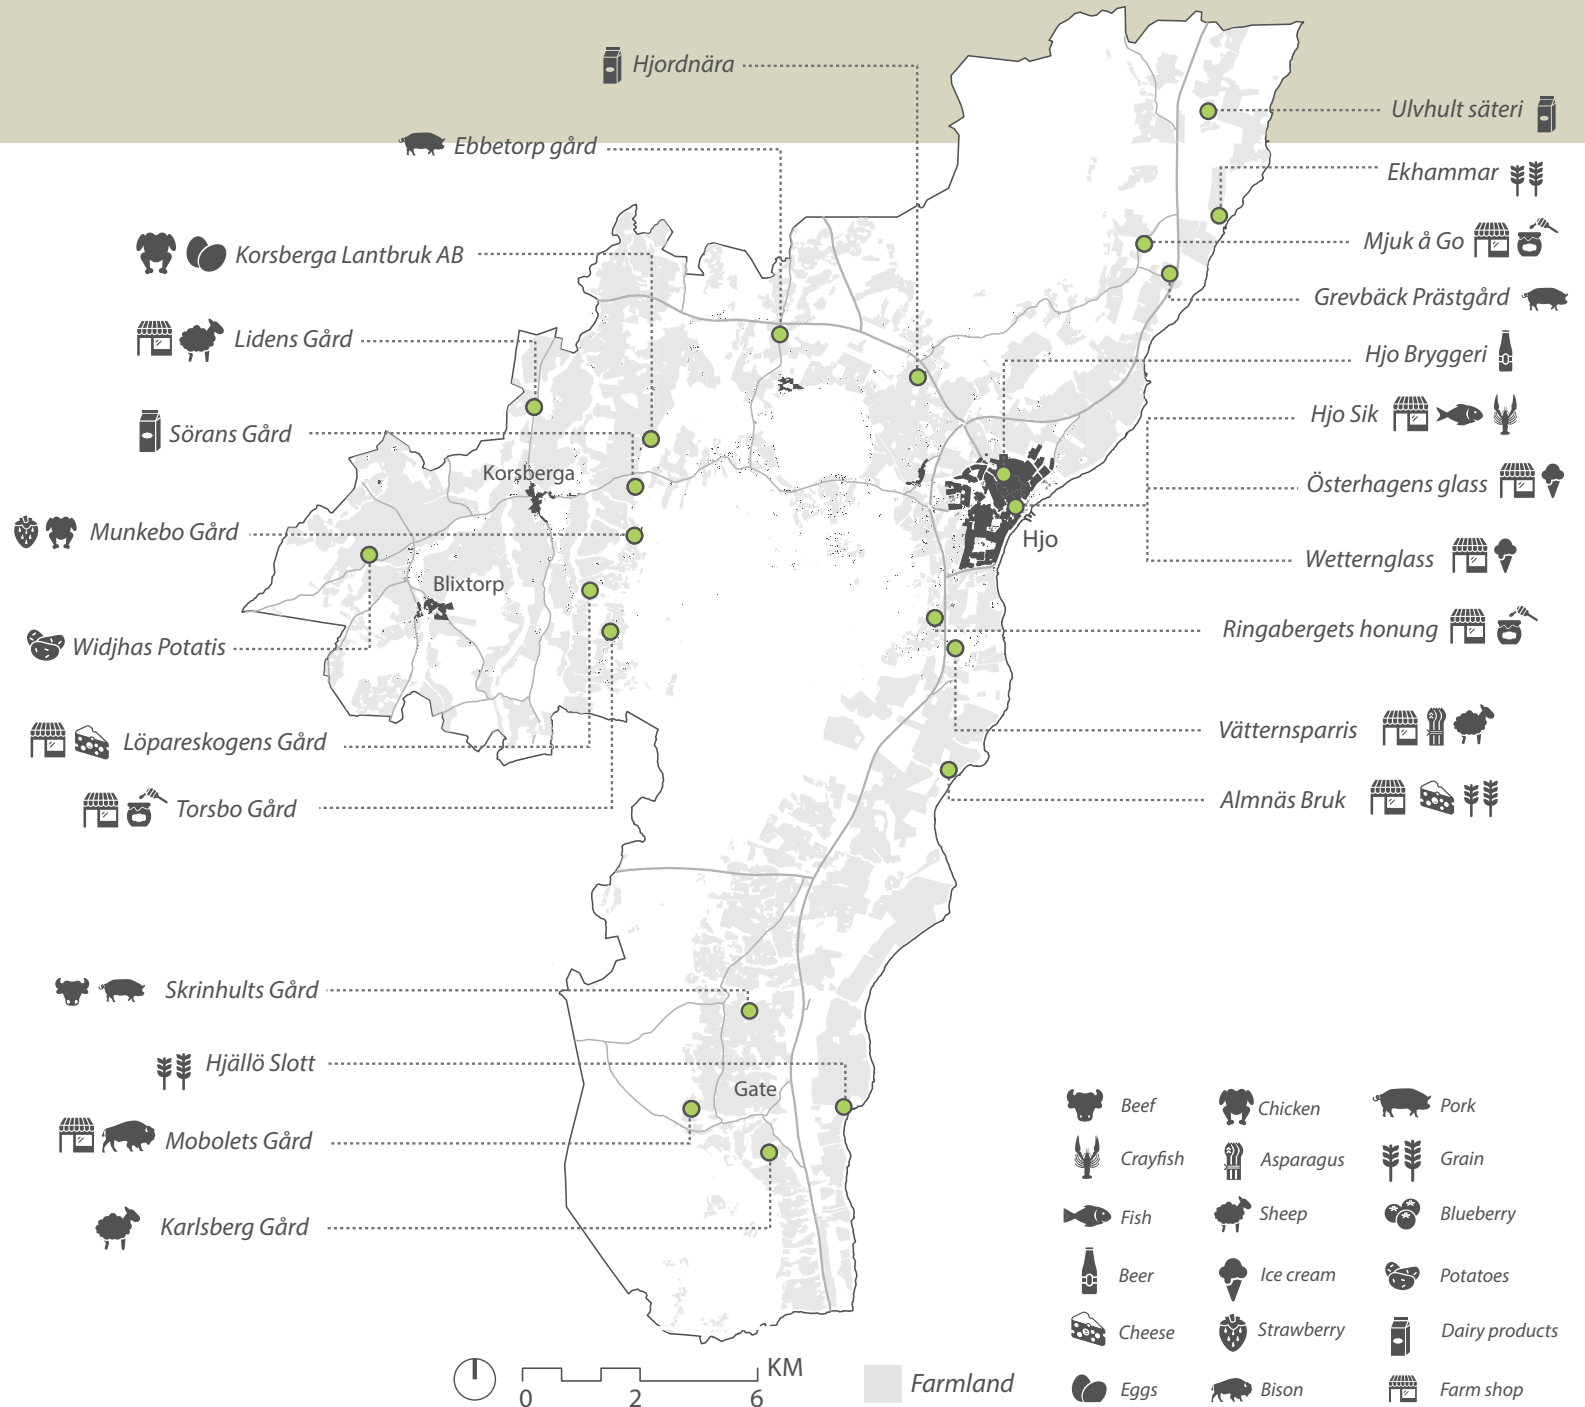 Hjordnära
Ulvhult säteri
Ebbetorp gård
Ekhammar
Korsberga Lantbruk AB
Mjuk å Go
Grevbäck Prästgård
Lidens Gård
Hjo Bryggeri
Sörans Gård
Hjo Sik
Korsberga
Österhagens glass
Munkebo Gård
Hjo
Wetternglass
Blixtorp
Ringabergets honung
Widjhas Potatis
Vätternsparris
Löpareskogens Gård
Almnäs Bruk
Torsbo Gård
Skrinhults Gård
Hjällö Slott
Gate
Mobolets Gård
Karlsberg Gård
Beef
Chicken
Pork
Crayfish
Asparagus
Grain
Fish
Sheep
Blueberry
Beer
Ice cream
Potatoes
Cheese
Strawberry
Dairy products
Eggs
Bison
Farm shop
KM
0 2 6
Farmland